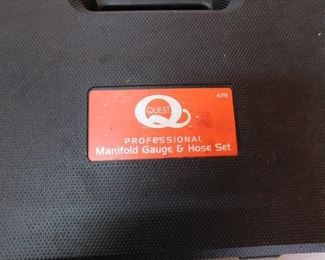 QUEST
PROFESSIONAL
Manifold Gauge & Hose Set